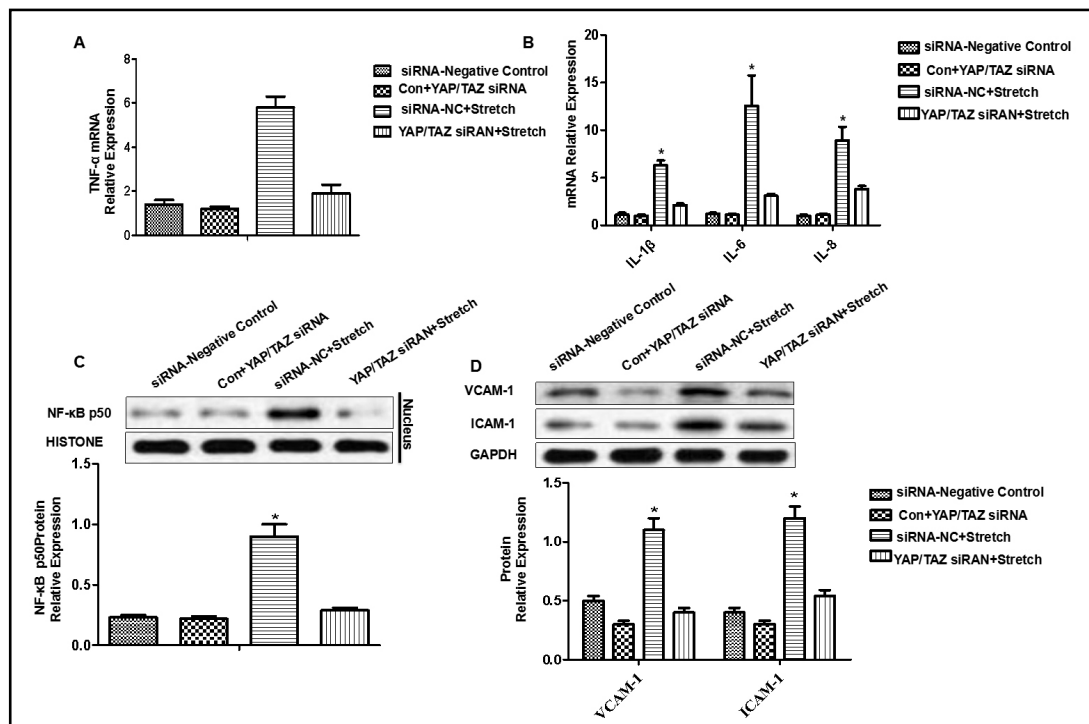 A
TNF-α mRNA
Relative Expression
8
6
4
2
0
siRNA-Negative Control
Con+YAP/TAZ siRNA
siRNA-NC+Stretch
YAP/TAZ siRAN+Stretch
B
mRNA Relative Expression
20
15
10
5
0
*
*
*
IL-1β
IL-6
IL-8
siRNA-Negative Control
Con+YAP/TAZ siRNA
siRNA-NC+Stretch
YAP/TAZ siRAN+Stretch
C
siRNA-Negative Control
Con+YAP/TAZ siRNA
siRNA-NC+Stretch
YAP/TAZ siRAN+Stretch
NF-κB p50
HISTONE
Nucleus
NF-κB p50Protein
Relative Expression
1.5
1.0
0.5
0.0
*
D
siRNA-Negative Control
Con+YAP/TAZ siRNA
siRNA-NC+Stretch
YAP/TAZ siRAN+Stretch
VCAM-1
ICAM-1
GAPDH
Protein
Relative Expression
1.5
1.0
0.5
0.0
*
*
VCAM-1
ICAM-1
siRNA-Negative Control
Con+YAP/TAZ siRNA
siRNA-NC+Stretch
YAP/TAZ siRAN+Stretch